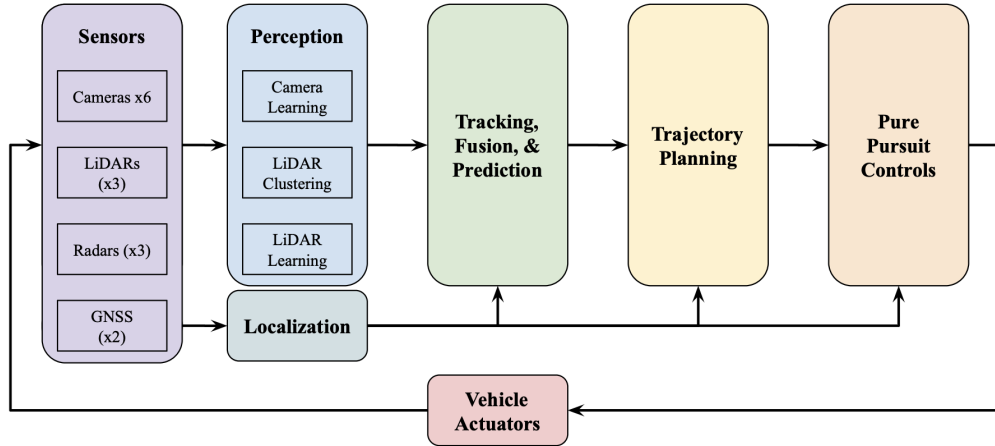 Sensors
Cameras x6
LiDARs
(x3)
Radars (x3)
GNSS
(x2)
Perception
Camera
Learning
LiDAR
Clustering
LiDAR
Learning
Localization
Tracking,
Fusion, &
Prediction
Trajectory
Planning
Pure
Pursuit
Controls
Vehicle
Actuators